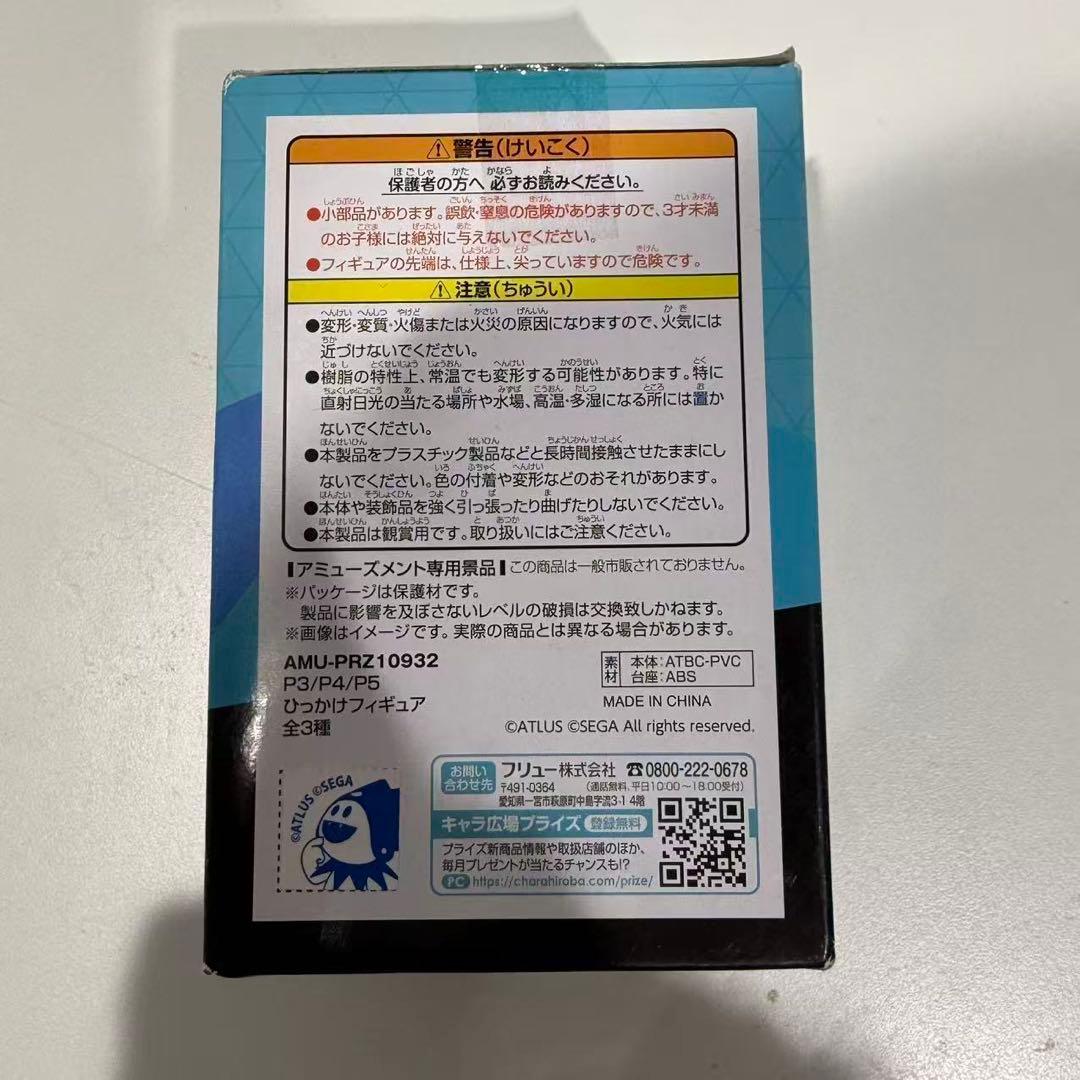 ⚠警告(けいこく)
保護者の方へ 必ずお読みください。
●小部品があります。誤飲・窒息の危険がありますので、3才未満
のお子様には絶対に与えないでください。
●フィギュアの先端は、仕様上、尖っていますので危険です。
⚠注意(ちゅうい)
●変形・変質・火傷または火災の原因になりますので、火気には
近づけないでください。
●樹脂の特性上、常温でも変形する可能性があります。特に
直射日光の当たる場所や水場、高温・多湿になる所には置か
ないでください。
●本製品をプラスチック製品などと長時間接触させたままにし
ないでください。色の付着や変形などのおそれがあります。
●本体や装飾品を強く引っ張ったり曲げたりしないでください。
●本製品は観賞用です。取り扱いにはご注意ください。
┃アミューズメント専用景品┃この商品は一般市販されておりません。
※パッケージは保護材です。
製品に影響を及ぼさないレベルの破損は交換致しかねます。
※画像はイメージです。実際の商品とは異なる場合があります。
AMU-PRZ10932
P3/P4/P5
ひっかけフィギュア
全3種
素材 本体:ATBC-PVC
台座:ABS
MADE IN CHINA
©ATLUS ©SEGA All rights reserved.
©ATLUS ©SEGA
お問い合わせ先 フリュー株式会社 ☎0800-222-0678
〒491-0364 (通話無料、平日10:00~18:00受付)
愛知県一宮市萩原町中島字流3-1 4階
キャラ広場プライズ 登録無料
プライズ新商品情報や取扱店舗のほか、
毎月プレゼントが当たるチャンスも!?
PC https://charahiroba.com/prize/